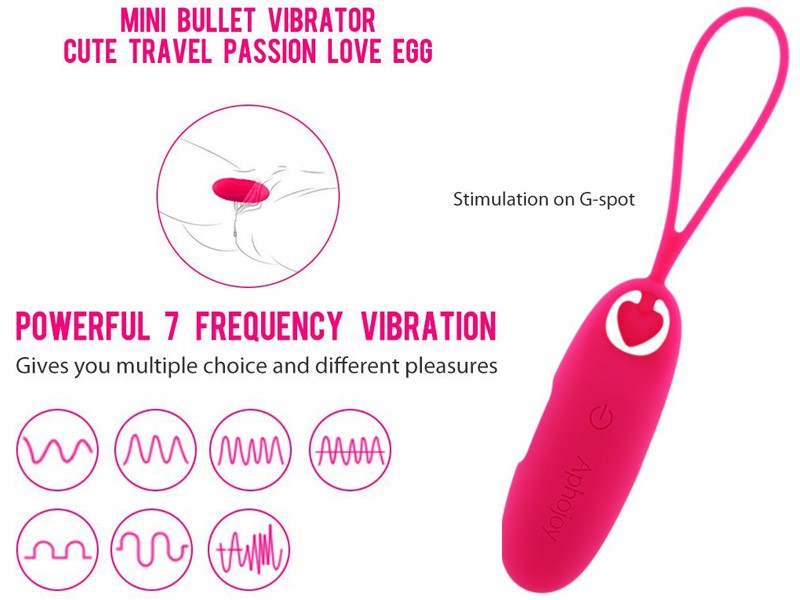 MINI BULLET VIBRATOR
CUTE TRAVEL PASSION LOVE EGG
Stimulation on G-spot
POWERFUL 7 FREQUENCY VIBRATION
Gives you multiple choice and different pleasures
Aphojoy